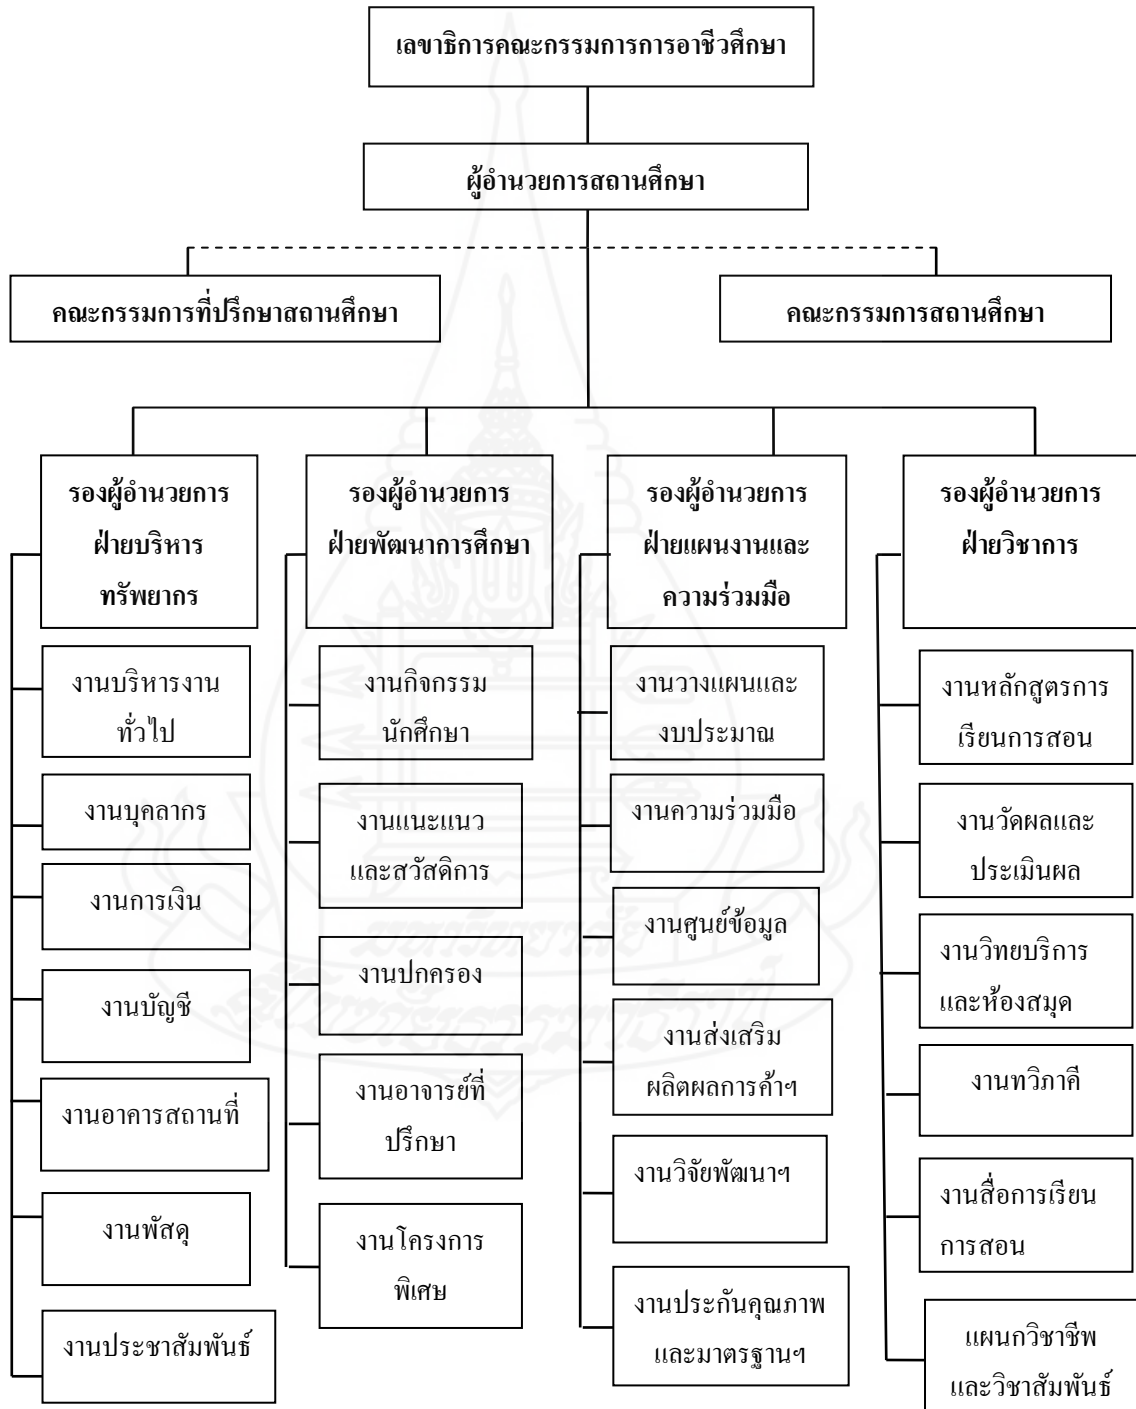 เลขาธิการคณะกรรมการการอาชีวศึกษา
ผู้อำนวยการสถานศึกษา
คณะกรรมการที่ปรึกษาสถานศึกษา
คณะกรรมการสถานศึกษา
รองผู้อำนวยการ
ฝ่ายบริหาร
ทรัพยากร
งานบริหารงาน
ทั่วไป
งานบุคลากร
งานการเงิน
งานบัญชี
งานอาคารสถานที่
งานพัสดุ
งานประชาสัมพันธ์
รองผู้อำนวยการ
ฝ่ายพัฒนาการศึกษา
งานกิจกรรม
นักศึกษา
งานแนะแนว
และสวัสดิการ
งานปกครอง
งานอาจารย์ที่
ปรึกษา
งานโครงการ
พิเศษ
รองผู้อำนวยการ
ฝ่ายแผนงานและ
ความร่วมมือ
งานวางแผนและ
งบประมาณ
งานความร่วมมือ
งานศูนย์ข้อมูล
งานส่งเสริม
ผลิตผลการค้าฯ
งานวิจัยพัฒนาฯ
งานประกันคุณภาพ
และมาตรฐานฯ
รองผู้อำนวยการ
ฝ่ายวิชาการ
งานหลักสูตรการ
เรียนการสอน
งานวัดผลและ
ประเมินผล
งานวิทยบริการ
และห้องสมุด
งานทวิภาคี
งานสื่อการเรียน
การสอน
แผนกวิชาชีพ
และวิชาสัมพันธ์
มหาวิทยาลัย
สุโขทัยธรรมาธิราช